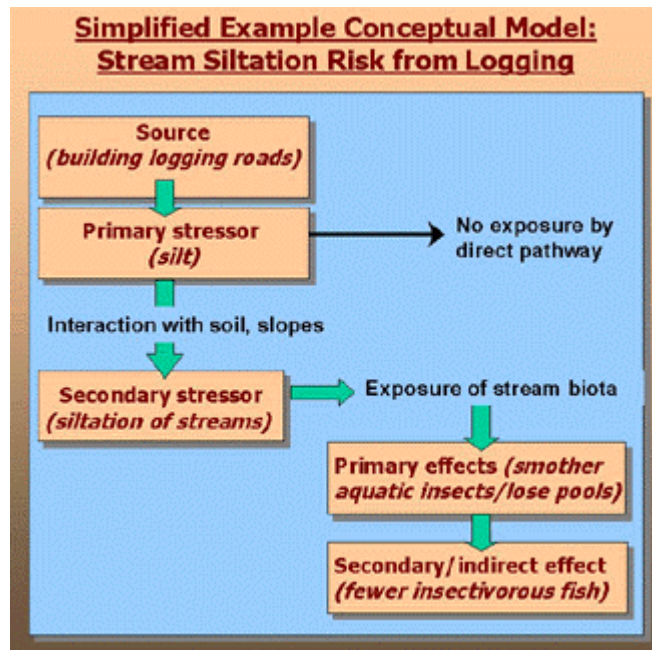 Simplified Example Conceptual Model:
Stream Siltation Risk from Logging
Source
(building logging roads)
Primary stressor
(silt)
No exposure by
direct pathway
Interaction with soil, slopes
Secondary stressor
(siltation of streams)
Exposure of stream biota
Primary effects (smother
aquatic insects/lose pools)
Secondary/indirect effect
(fewer insectivorous fish)